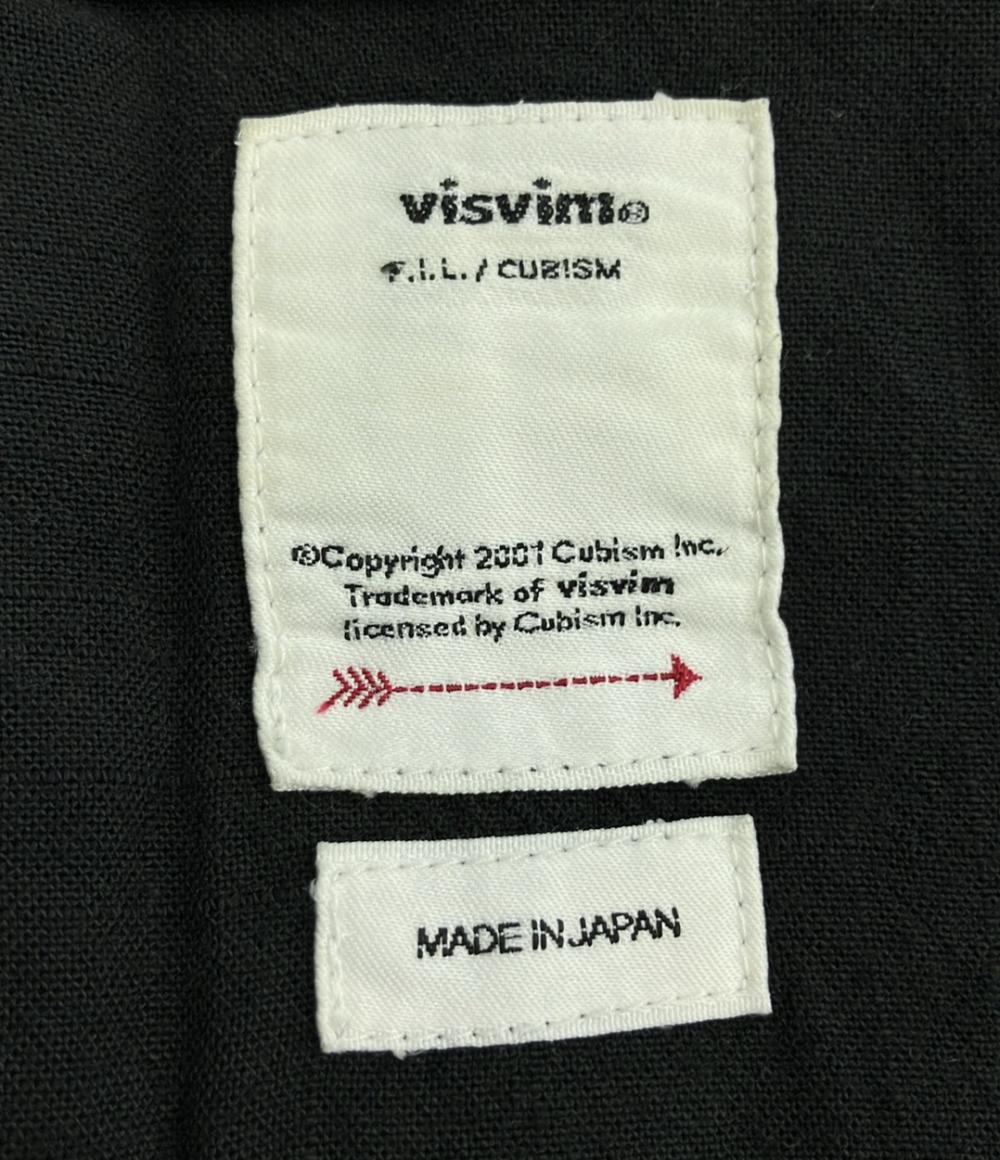 visvim®
F.I.L. / CUBISM
©Copyright 2001 Cubism Inc.
Trademark of visvim
licensed by Cubism Inc.
MADE IN JAPAN